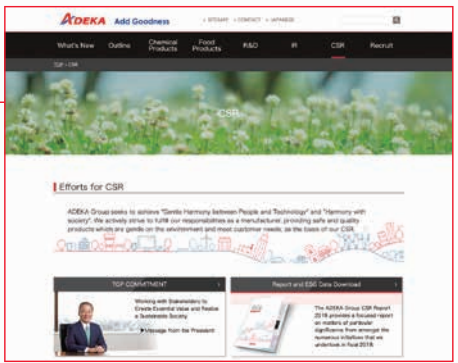 ADEKA Add Goodness
SITEMAP CONTACT JAPANESE
What's New Outline Chemical Products Food Products R&D IR CSR Recruit
TOP > CSR
CSR
Efforts for CSR
ADEKA Group seeks to achieve "Gentle Harmony between People and Technology" and "Harmony with
society". We actively strive to fulfill our responsibilities as a manufacturer, providing safe and quality
products which are gentle on the environment and meet customer needs, as the basis of our CSR.
TOP COMMITMENT
Working with Stakeholders to
Create Essential Value and Realize
a Sustainable Society
Message from the President
Report and ESG Data Download
The ADEKA Group CSR Report
2019 provides a focused report
on matters of particular
significance from amongst the
numerous initiatives that we
undertook in fiscal 2018.